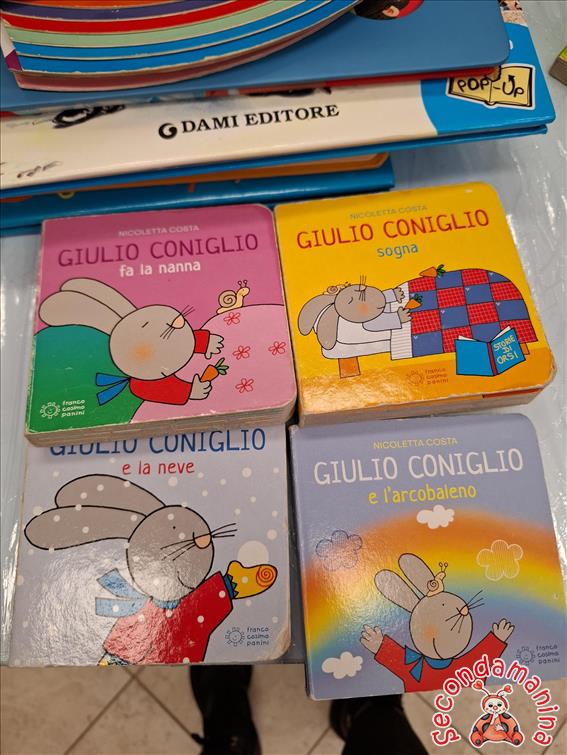 POP-UP
DAMI EDITORE
NICOLETTA COSTA
GIULIO CONIGLIO
fa la nanna
franco
cosimo
panini
NICOLETTA COSTA
GIULIO CONIGLIO
sogna
STORIE DI
ORSI
franco
cosimo
panini
GIULIO CONIGLIO
e la neve
franco
cosimo
panini
NICOLETTA COSTA
GIULIO CONIGLIO
e l'arcobaleno
franco
cosimo
panini
secondamanina